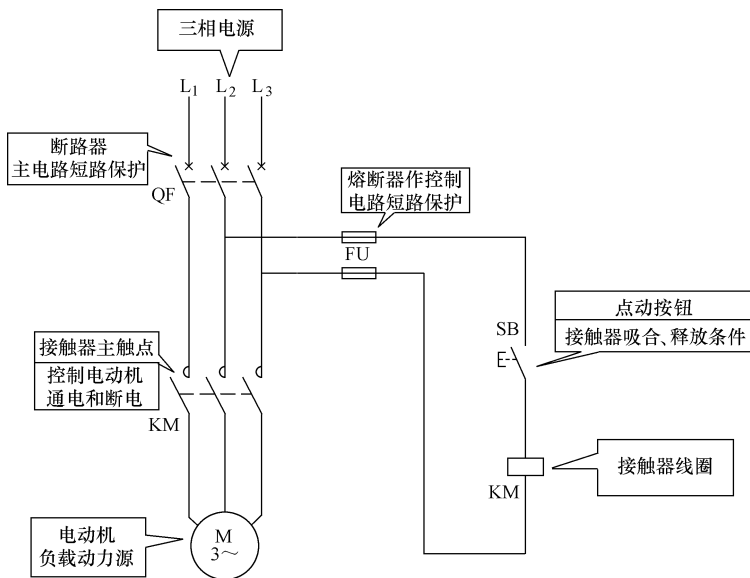 三相电源
L1 L2 L3
断路器
主电路短路保护
QF
熔断器作控制
电路短路保护
FU
点动按钮
接触器吸合、释放条件
SB
接触器主触点
控制电动机
通电和断电
KM
接触器线圈
KM
电动机
负载动力源
M
3～